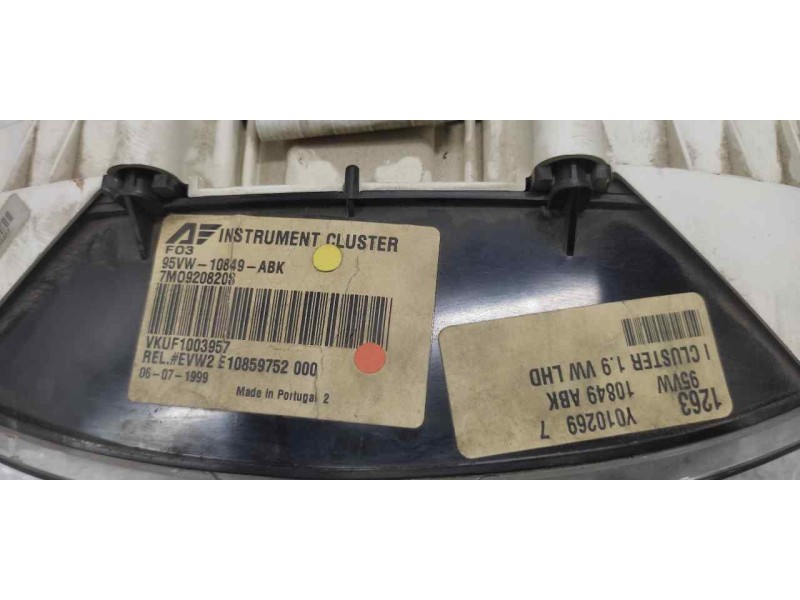 INSTRUMENT CLUSTER
F03
95VW-10849-ABK
7M0920820S
VKUF1003957
REL.#EVW2 E10859752 000
06-07-1999
Made in Portugal 2
Y010269 7
1263 10849 ABK
95VW
I CLUSTER 1.9 VW LHD